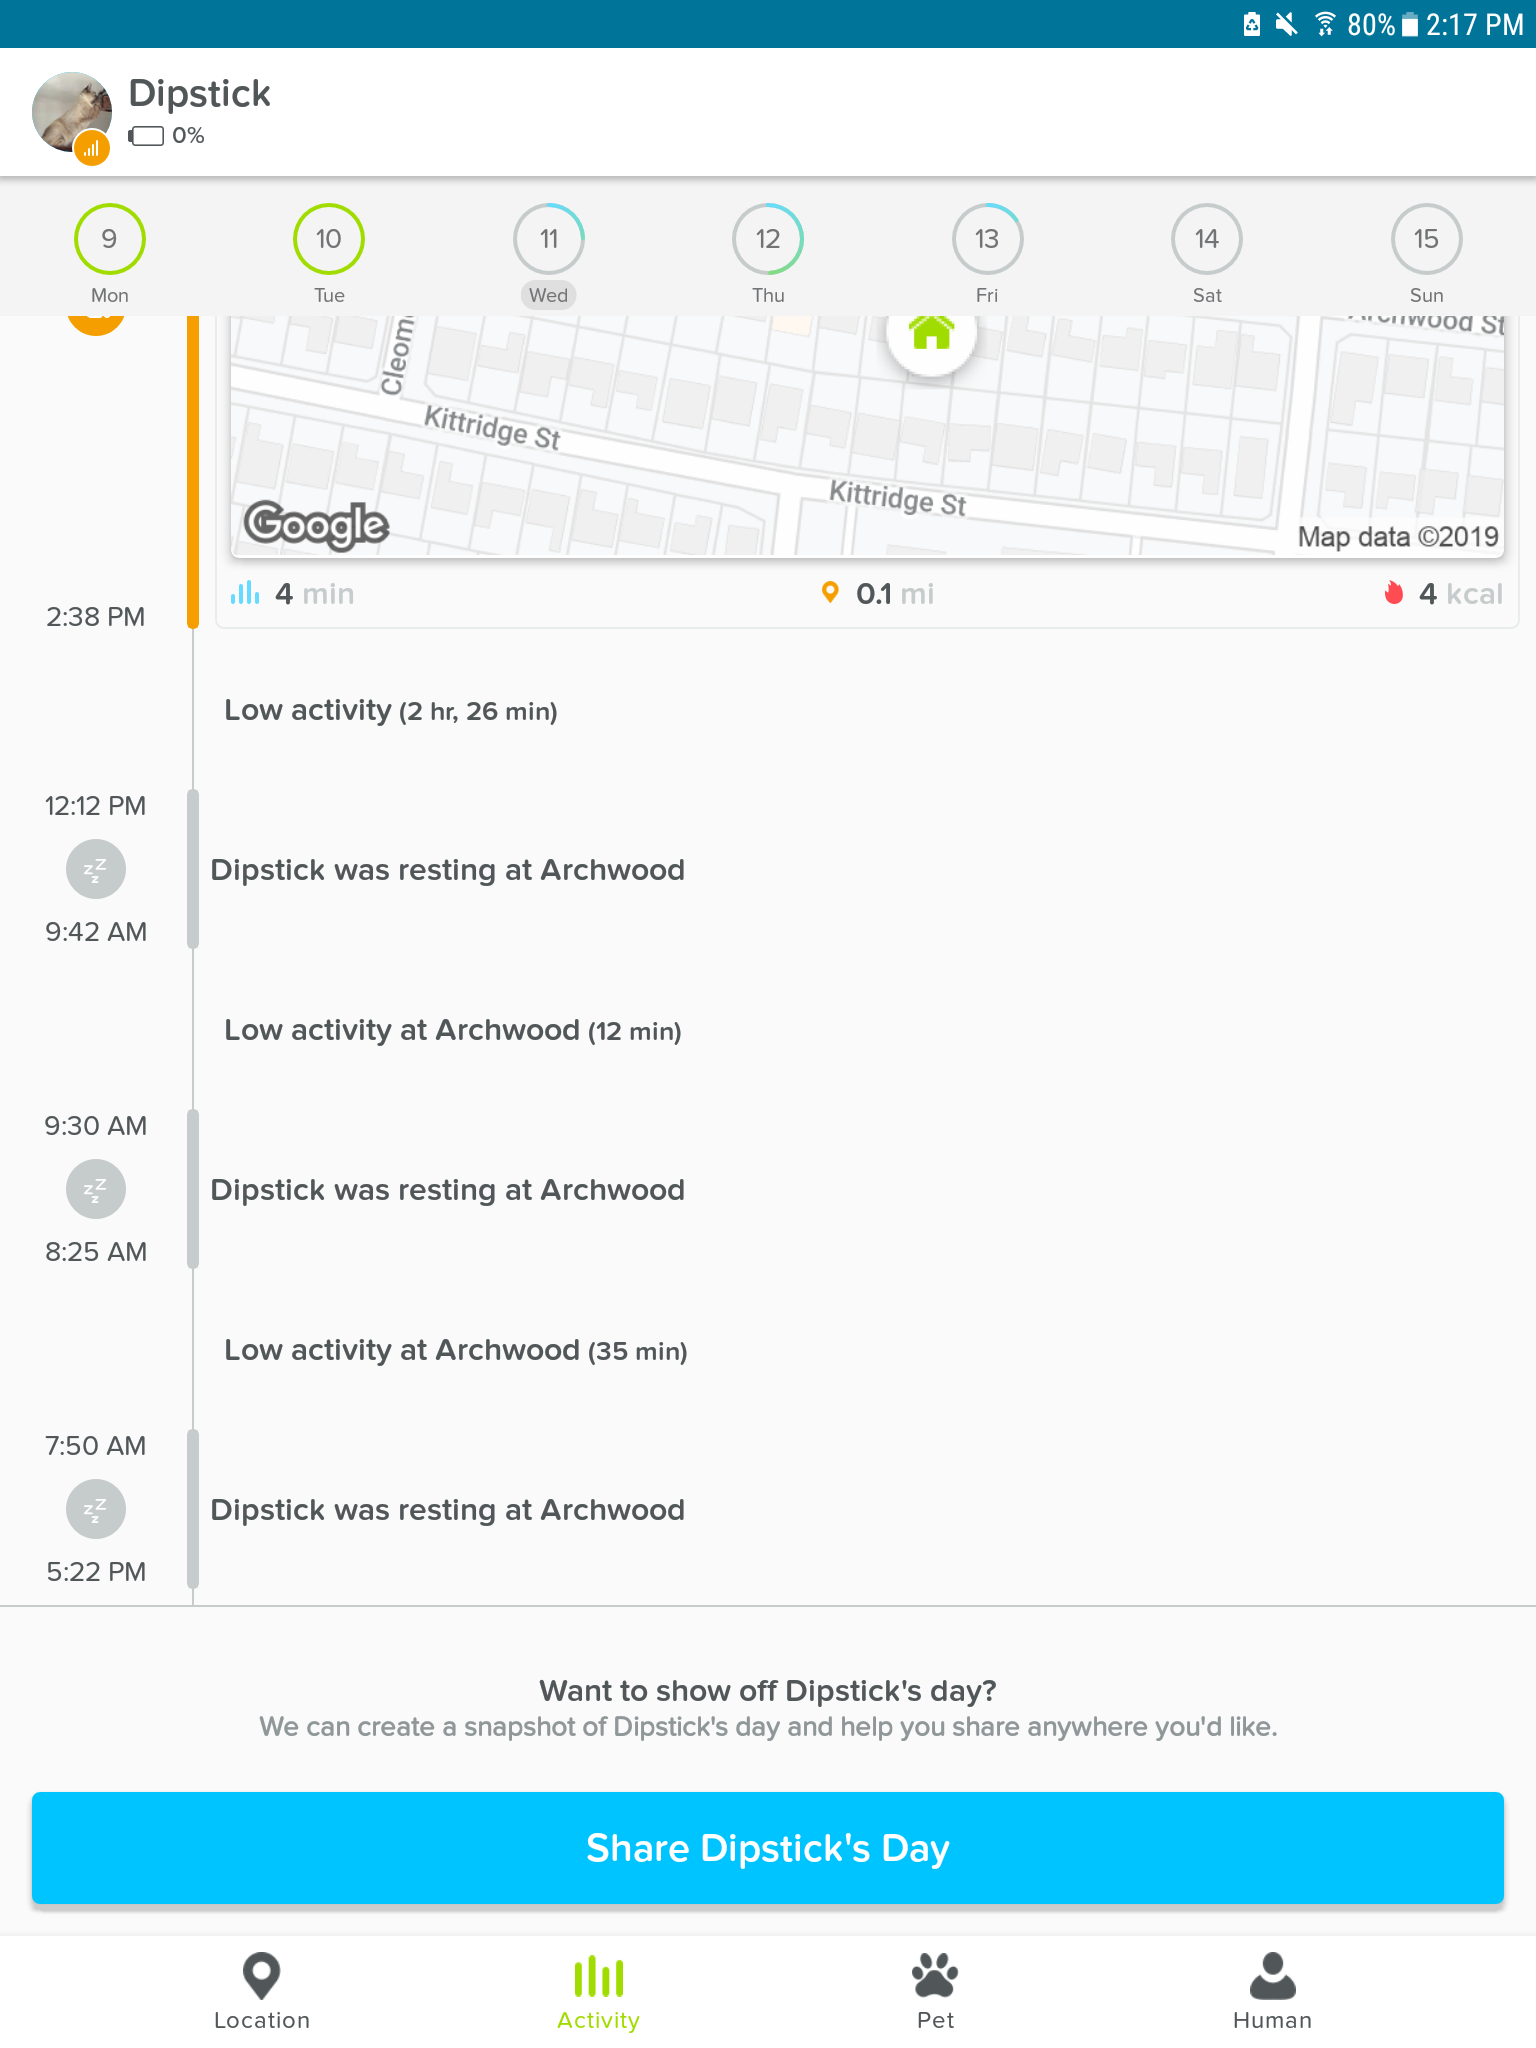 80% 2:17 PM
Dipstick
0%
9 10 11 12 13 14 15
Mon Tue Wed Thu Fri Sat Sun
Archwood St
Kittridge St
Kittridge St
Google
Map data ©2019
4 min 0.1 mi 4 kcal
2:38 PM
Low activity (2 hr, 26 min)
12:12 PM
Dipstick was resting at Archwood
9:42 AM
Low activity at Archwood (12 min)
9:30 AM
Dipstick was resting at Archwood
8:25 AM
Low activity at Archwood (35 min)
7:50 AM
Dipstick was resting at Archwood
5:22 PM
Want to show off Dipstick's day?
We can create a snapshot of Dipstick's day and help you share anywhere you'd like.
Share Dipstick's Day
Location Activity Pet Human